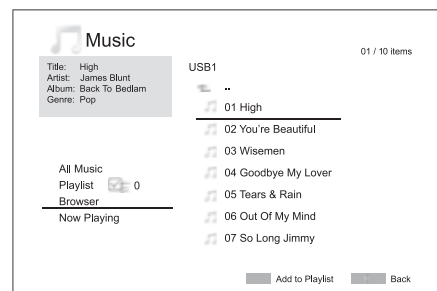 Music
01 / 10 items
Title: High
Artist: James Blunt
Album: Back To Bedlam
Genre: Pop
All Music
Playlist 0
Browser
Now Playing
USB1
..
01 High
02 You're Beautiful
03 Wisemen
04 Goodbye My Lover
05 Tears & Rain
06 Out Of My Mind
07 So Long Jimmy
Add to Playlist Back